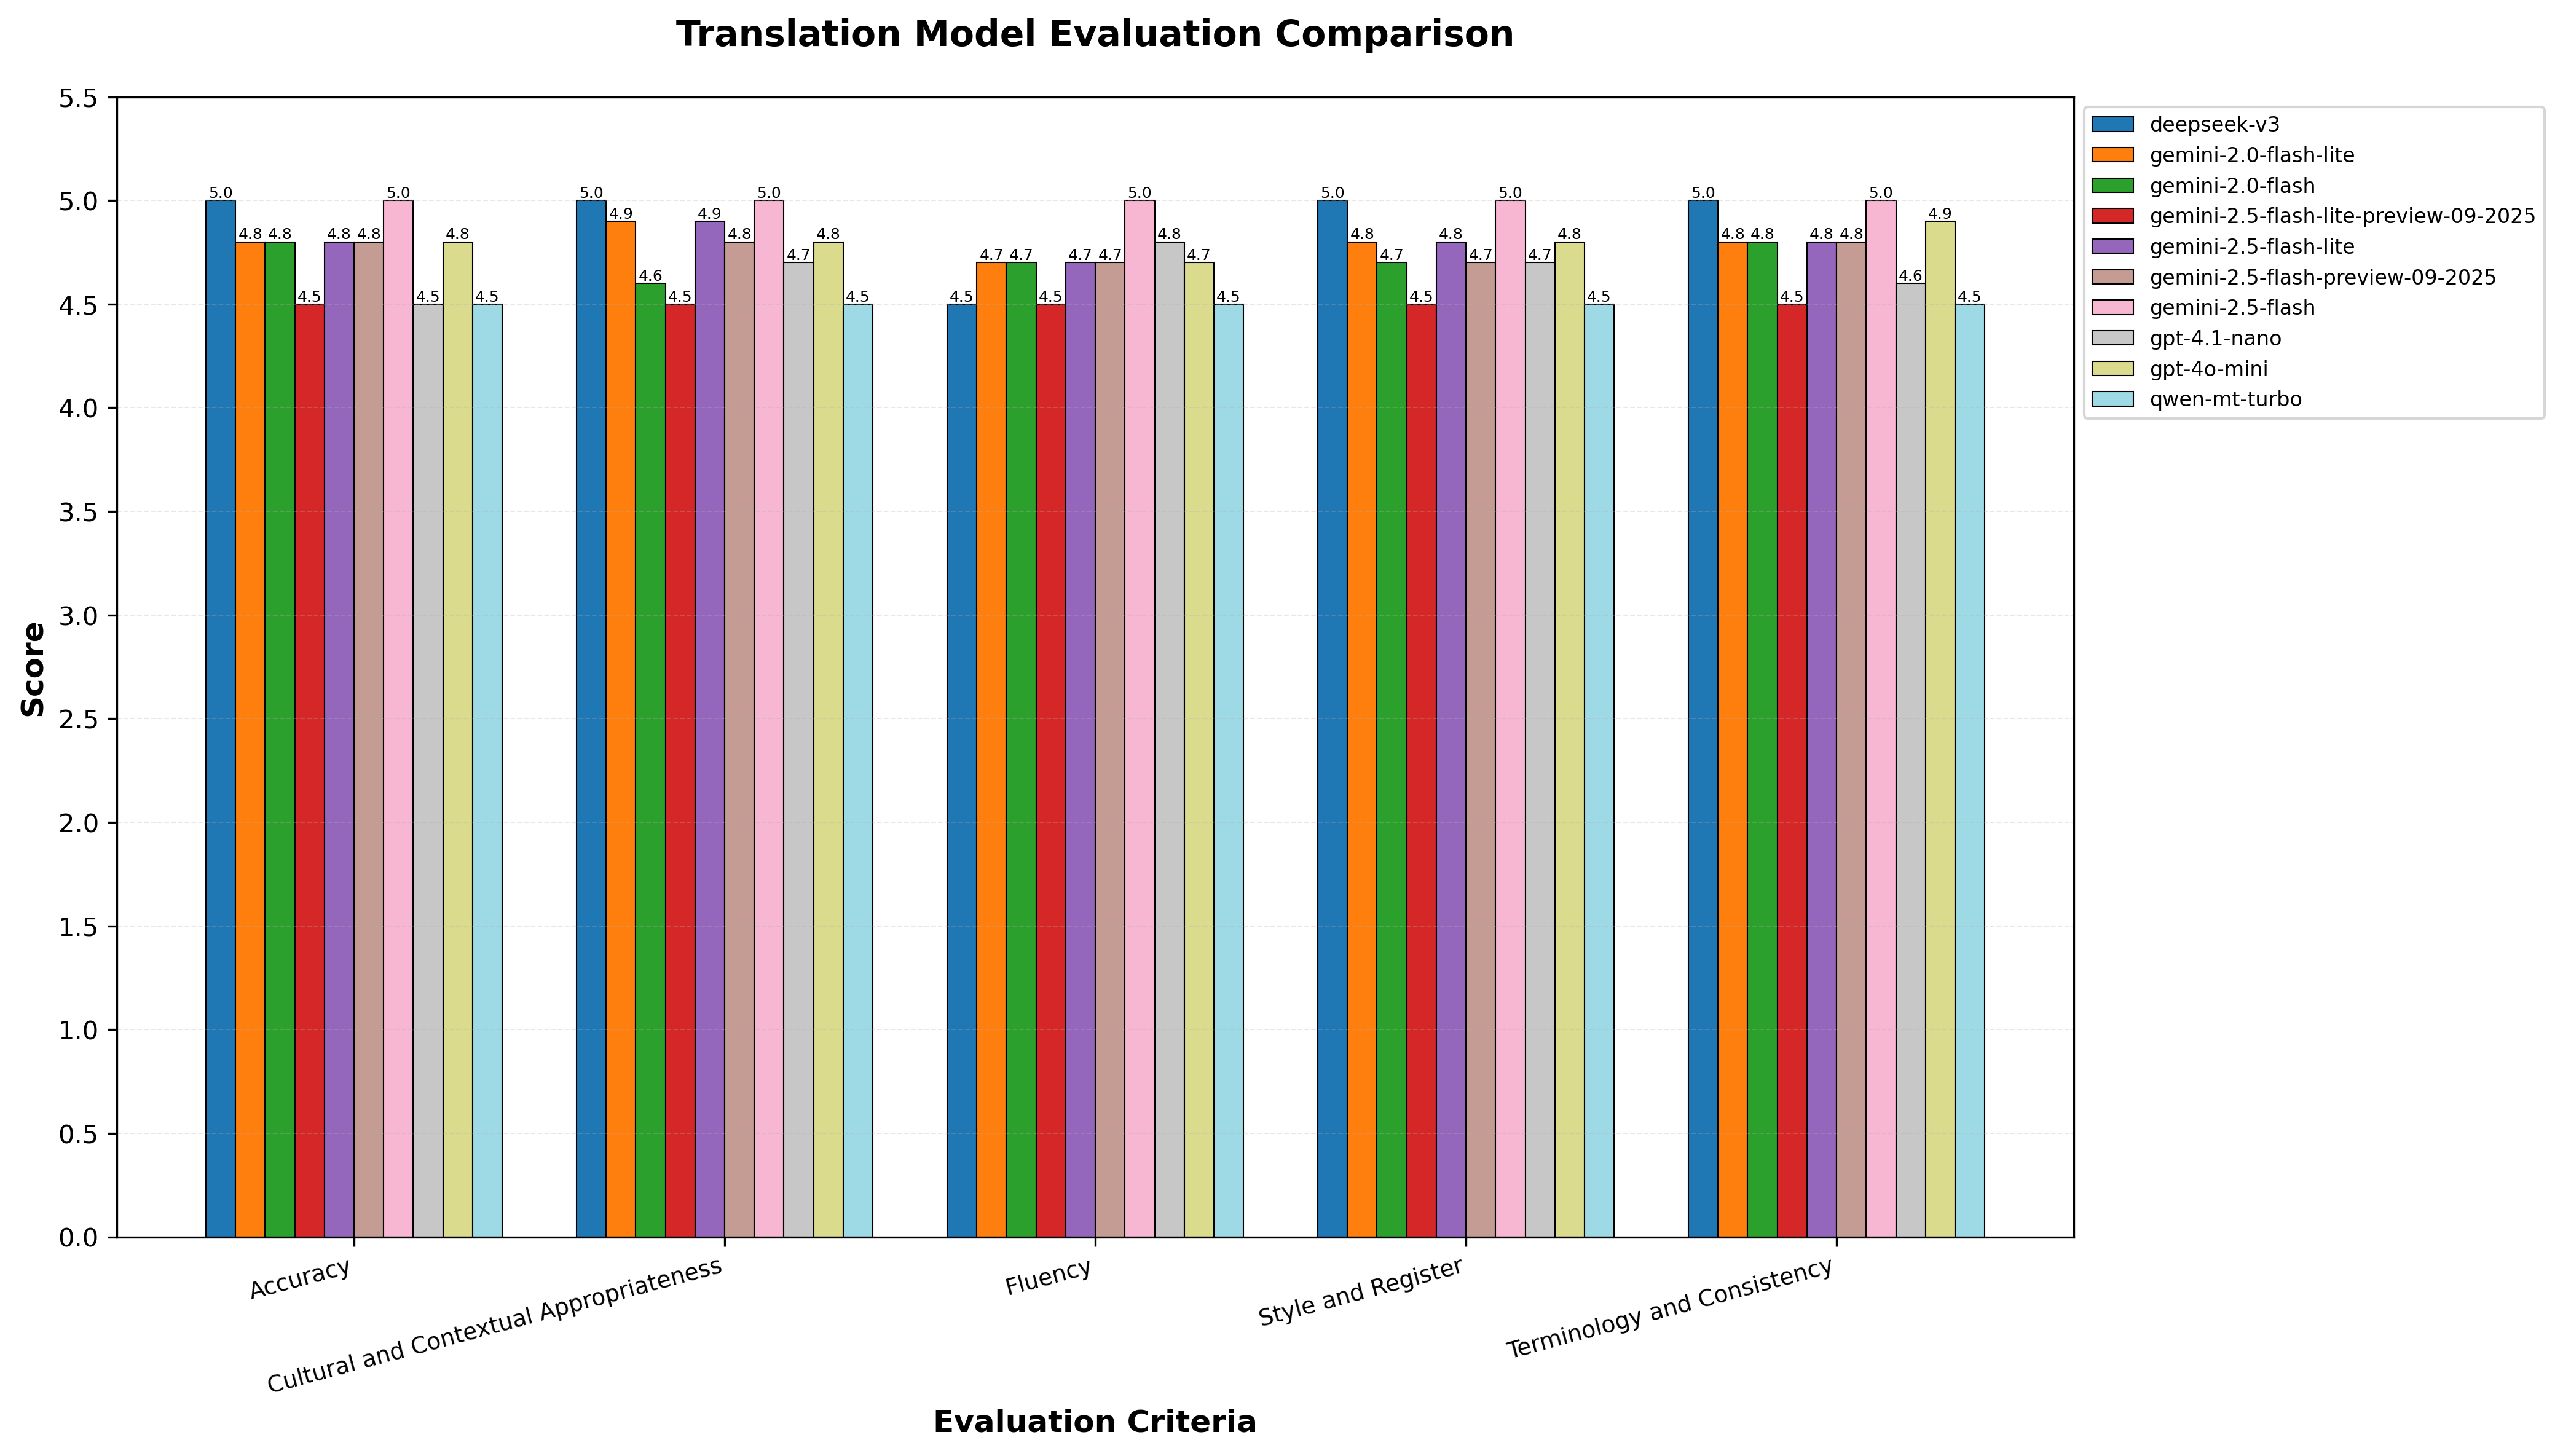 Translation Model Evaluation Comparison
Score
5.5
5.0
4.5
4.0
3.5
3.0
2.5
2.0
1.5
1.0
0.5
0.0
5.0 4.8 4.8 4.5 4.8 4.8 5.0 4.5 4.8 4.5
5.0 4.9 4.6 4.5 4.9 4.8 5.0 4.7 4.8 4.5
4.5 4.7 4.7 4.5 4.7 4.7 5.0 4.8 4.7 4.5
5.0 4.8 4.7 4.5 4.8 4.7 5.0 4.7 4.8 4.5
5.0 4.8 4.8 4.5 4.8 4.8 5.0 4.6 4.9 4.5
Accuracy
Cultural and Contextual Appropriateness
Fluency
Style and Register
Terminology and Consistency
Evaluation Criteria
deepseek-v3
gemini-2.0-flash-lite
gemini-2.0-flash
gemini-2.5-flash-lite-preview-09-2025
gemini-2.5-flash-lite
gemini-2.5-flash-preview-09-2025
gemini-2.5-flash
gpt-4.1-nano
gpt-4o-mini
qwen-mt-turbo